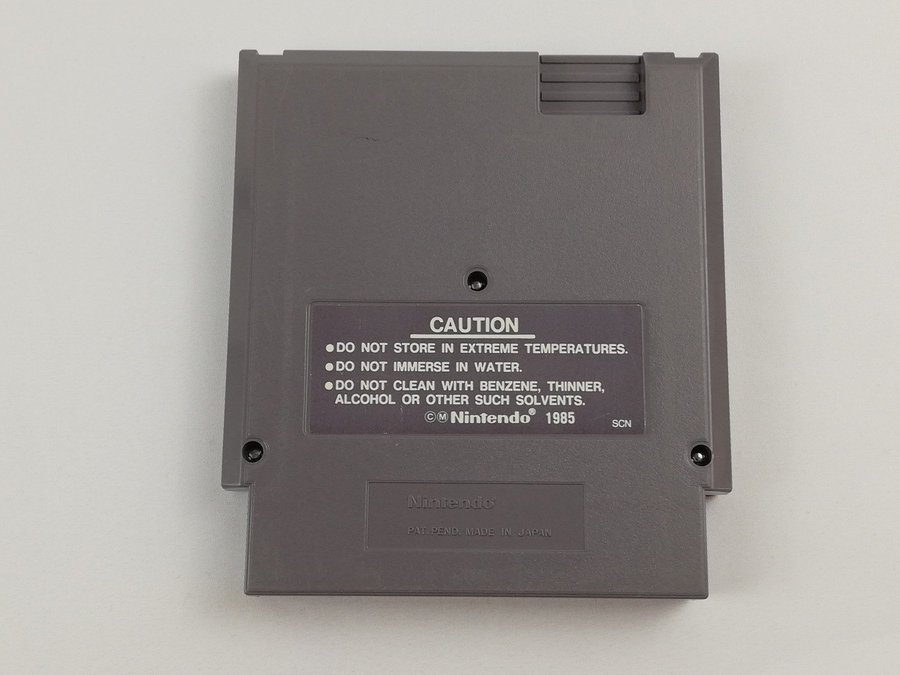 CAUTION
●DO NOT STORE IN EXTREME TEMPERATURES.
●DO NOT IMMERSE IN WATER.
●DO NOT CLEAN WITH BENZENE, THINNER,
ALCOHOL OR OTHER SUCH SOLVENTS.
©Ⓜ Nintendo® 1985
SCN
Nintendo
PAT.PEND. MADE IN JAPAN